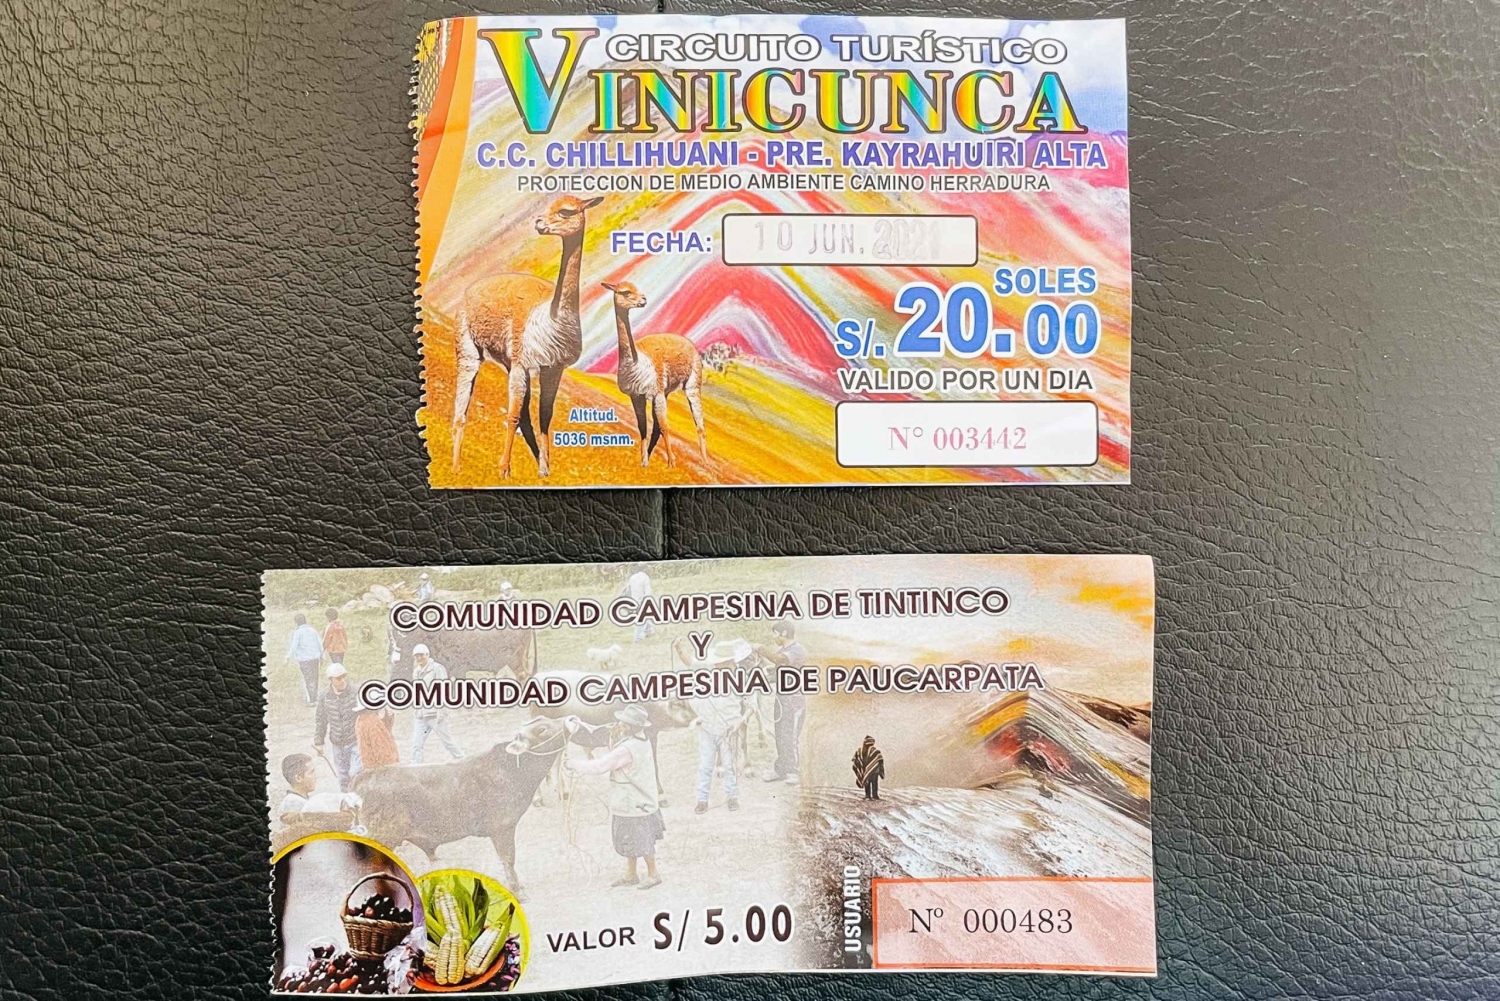 CIRCUITO TURÍSTICO
VINICUNCA
C.C. CHILLIHUANI - PRE. KAYRAHUIRI ALTA
PROTECCION DE MEDIO AMBIENTE CAMINO HERRADURA
FECHA: 10 JUN. 2021
SOLES
S/. 20.00
VALIDO POR UN DIA
Altitud.
5036 msnm.
N° 003442
COMUNIDAD CAMPESINA DE TINTINCO
Y
COMUNIDAD CAMPESINA DE PAUCARPATA
VALOR S/ 5.00
USUARIO
Nº 000483